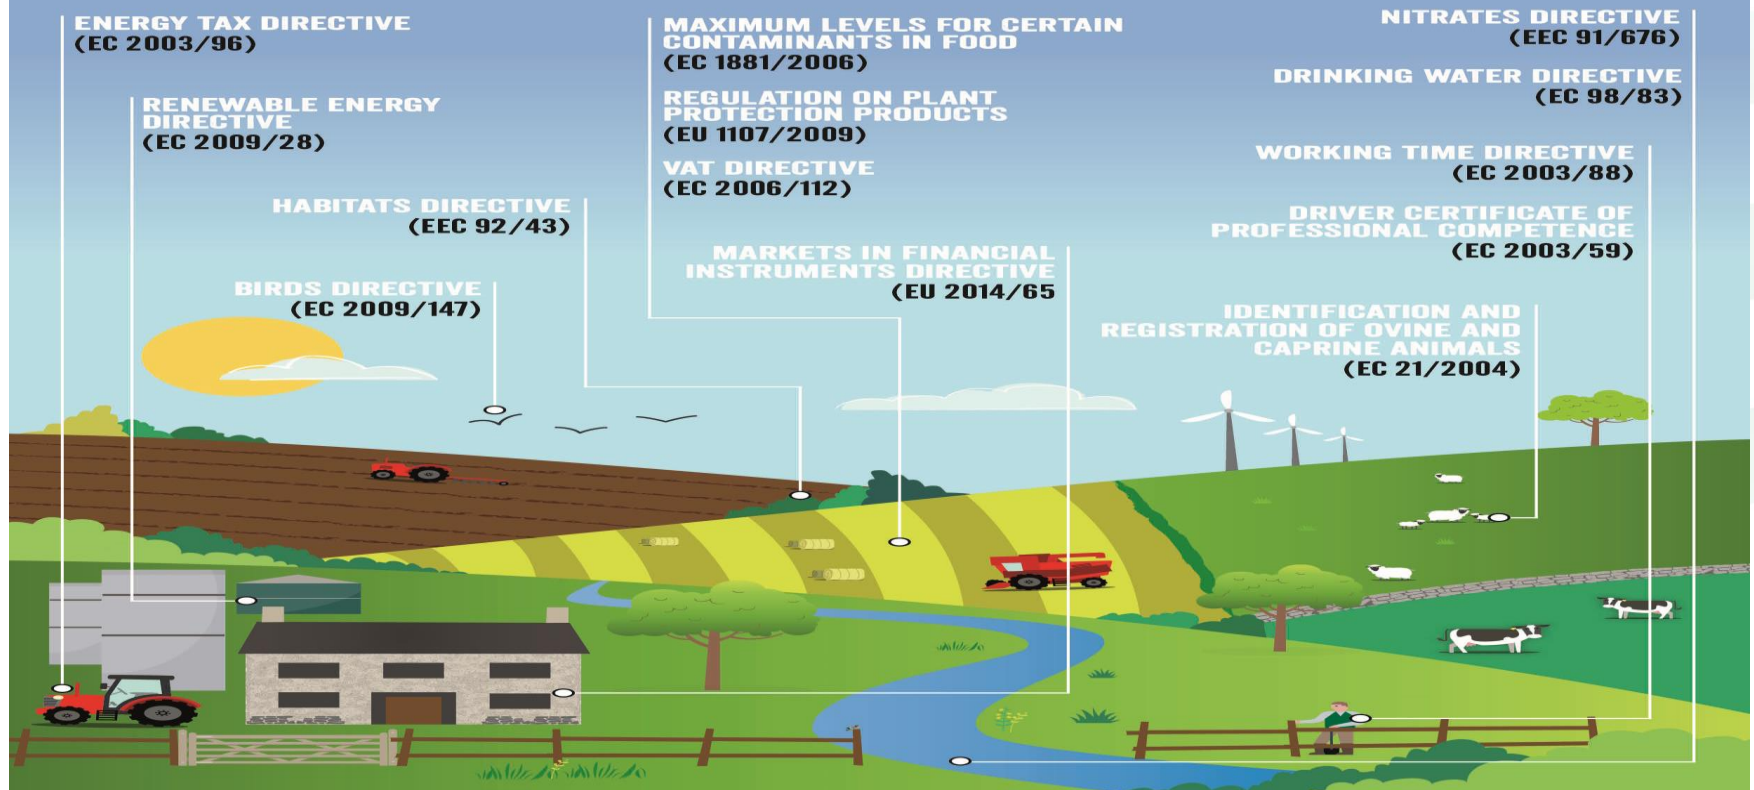 ENERGY TAX DIRECTIVE
(EC 2003/96)
RENEWABLE ENERGY
DIRECTIVE
(EC 2009/28)
HABITATS DIRECTIVE
(EEC 92/43)
BIRDS DIRECTIVE
(EC 2009/147)
MAXIMUM LEVELS FOR CERTAIN
CONTAMINANTS IN FOOD
(EC 1881/2006)
REGULATION ON PLANT
PROTECTION PRODUCTS
(EU 1107/2009)
VAT DIRECTIVE
(EC 2006/112)
MARKETS IN FINANCIAL
INSTRUMENTS DIRECTIVE
(EU 2014/65
NITRATES DIRECTIVE
(EEC 91/676)
DRINKING WATER DIRECTIVE
(EC 98/83)
WORKING TIME DIRECTIVE
(EC 2003/88)
DRIVER CERTIFICATE OF
PROFESSIONAL COMPETENCE
(EC 2003/59)
IDENTIFICATION AND
REGISTRATION OF OVINE AND
CAPRINE ANIMALS
(EC 21/2004)